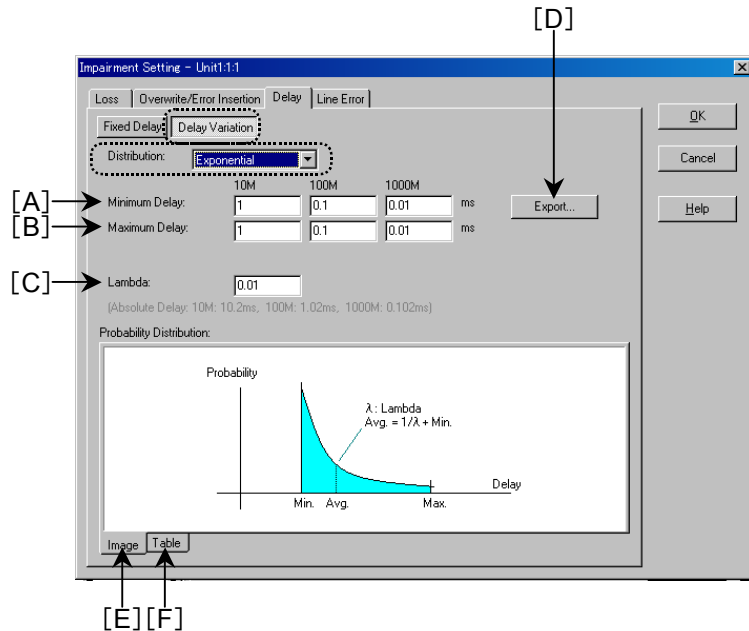 [D]
Impairment Setting - Unit1:1:1
Loss Overwrite/Error Insertion Delay Line Error
Fixed Delay Delay Variation
OK
Distribution: Exponential
Cancel
10M 100M 1000M
[A] Minimum Delay: 1 0.1 0.01 ms Export... Help
[B] Maximum Delay: 1 0.1 0.01 ms
[C] Lambda: 0.01
(Absolute Delay: 10M: 10.2ms, 100M: 1.02ms, 1000M: 0.102ms)
Probability Distribution:
Probability
λ : Lambda
Avg. = 1/λ + Min.
Delay
Min. Avg. Max.
Image Table
[E] [F]